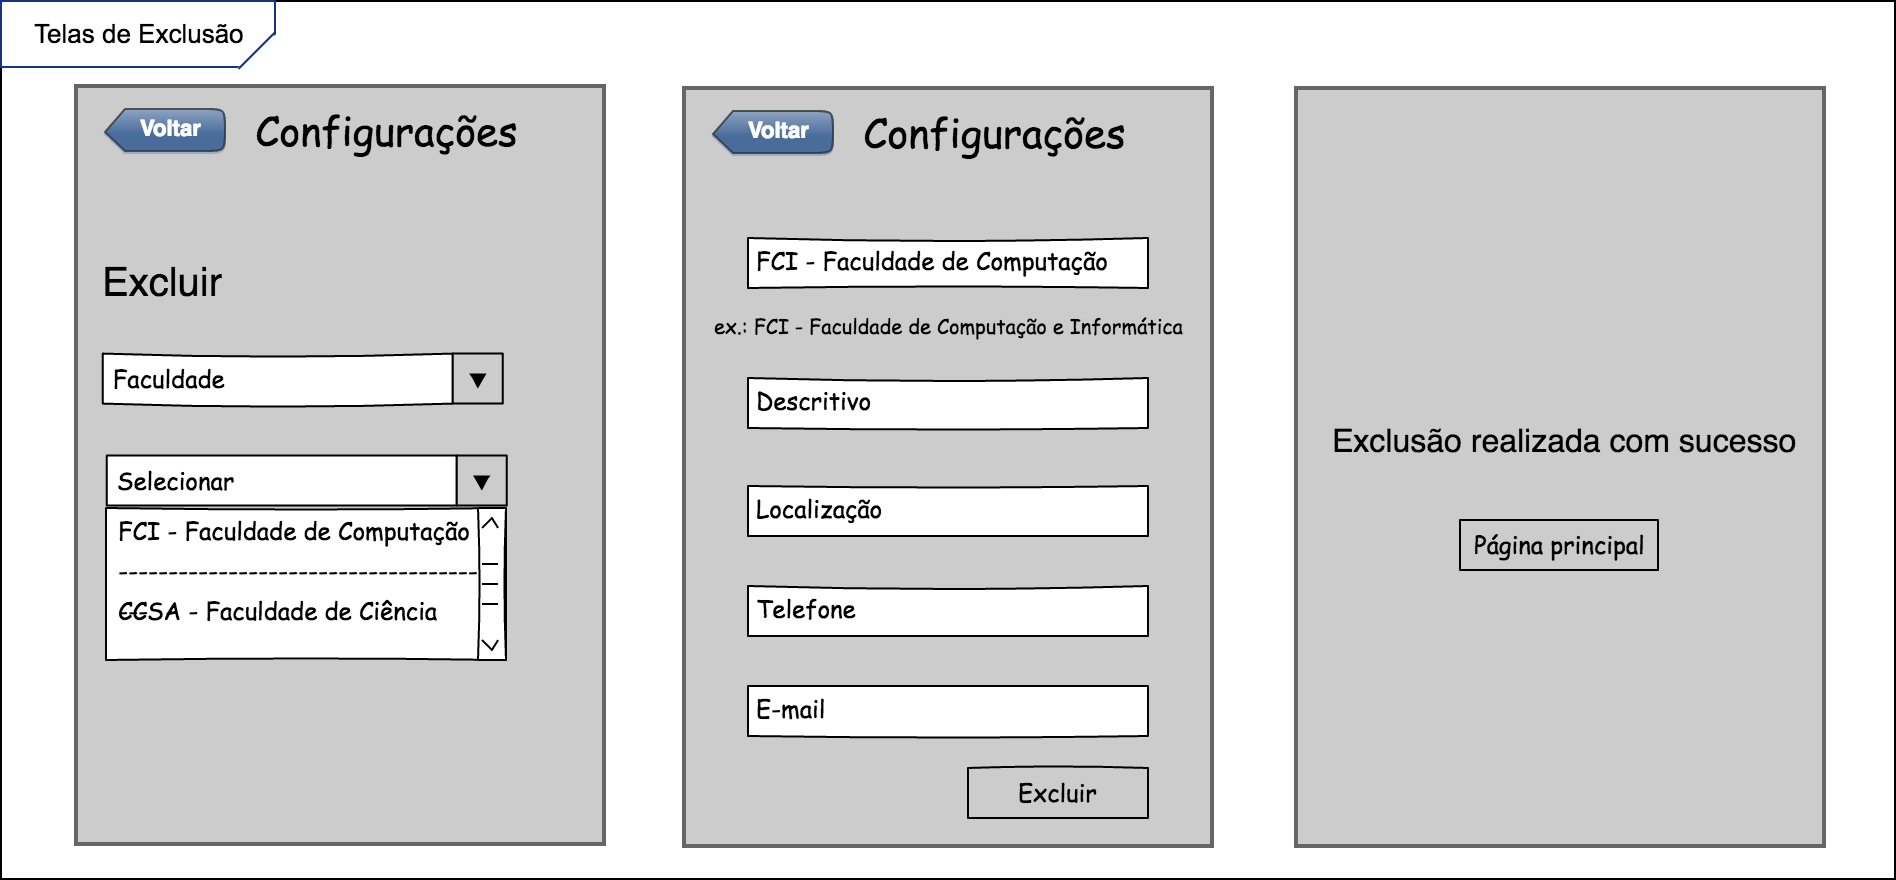 Telas de Exclusão
Voltar
Configurações
Excluir
Faculdade
Selecionar
FCI - Faculdade de Computação
------------------------------------
CCSA - Faculdade de Ciência
Voltar
Configurações
FCI - Faculdade de Computação
ex.: FCI - Faculdade de Computação e Informática
Descritivo
Localização
Telefone
E-mail
Excluir
Exclusão realizada com sucesso
Página principal